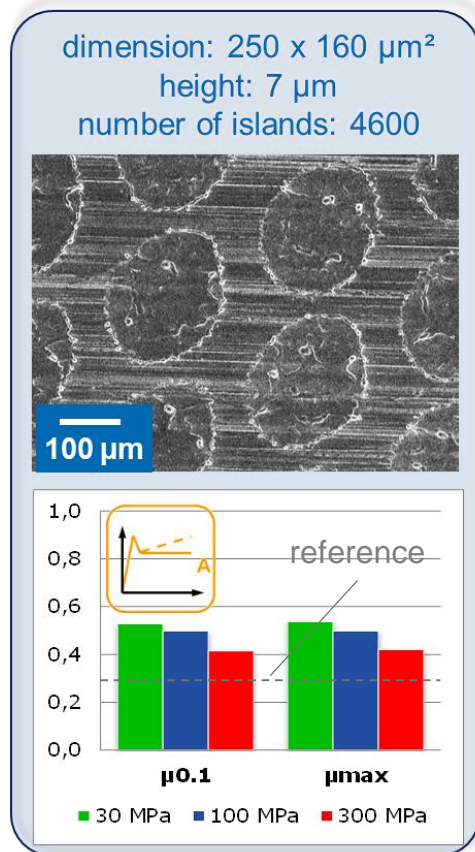 dimension: 250 x 160 µm²
height: 7 µm
number of islands: 4600
100 µm
1,0
0,8
0,6
0,4
0,2
0,0
A
reference
µ0.1
µmax
30 MPa
100 MPa
300 MPa